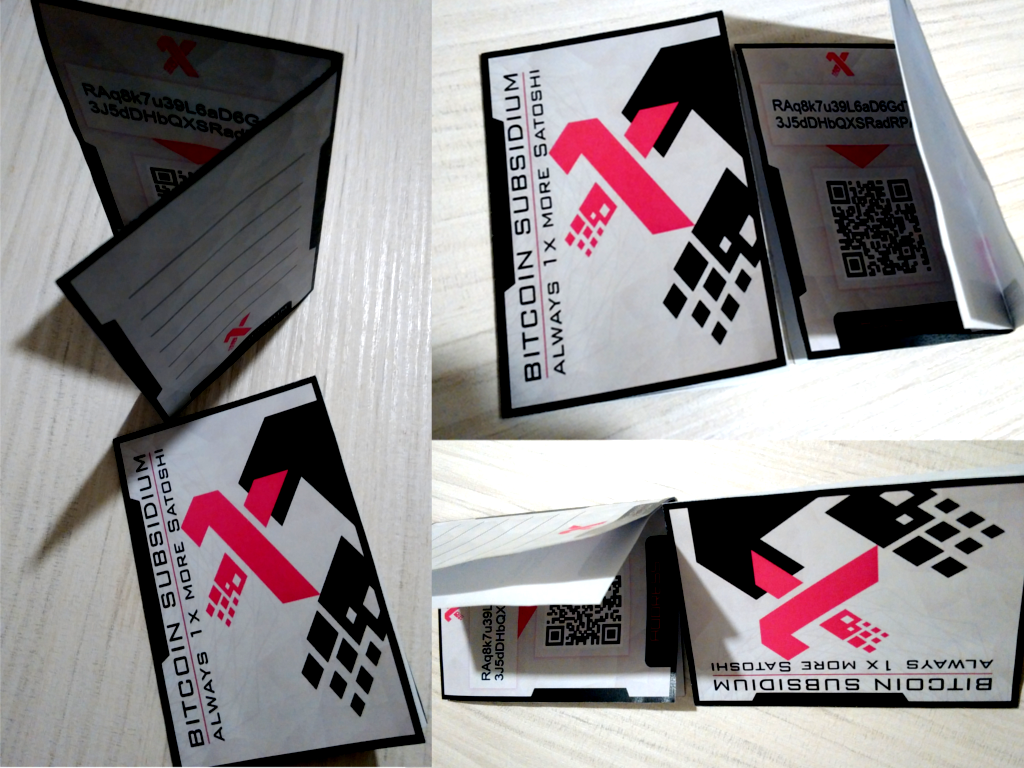 RAq8k7u39L6aD6G
3J5dDHbQXSRad
BITCOIN SUBSIDIUM
ALWAYS 1X MORE SATOSHI
BITCOIN SUBSIDIUM
ALWAYS 1X MORE SATOSHI
RAq8k7u39L6aD6Gd
3J5dDHbQXSRadRP
RAq8k7u39L
3J5dDHbQX
BITCOIN SUBSIDIUM
ALWAYS 1X MORE SATOSHI